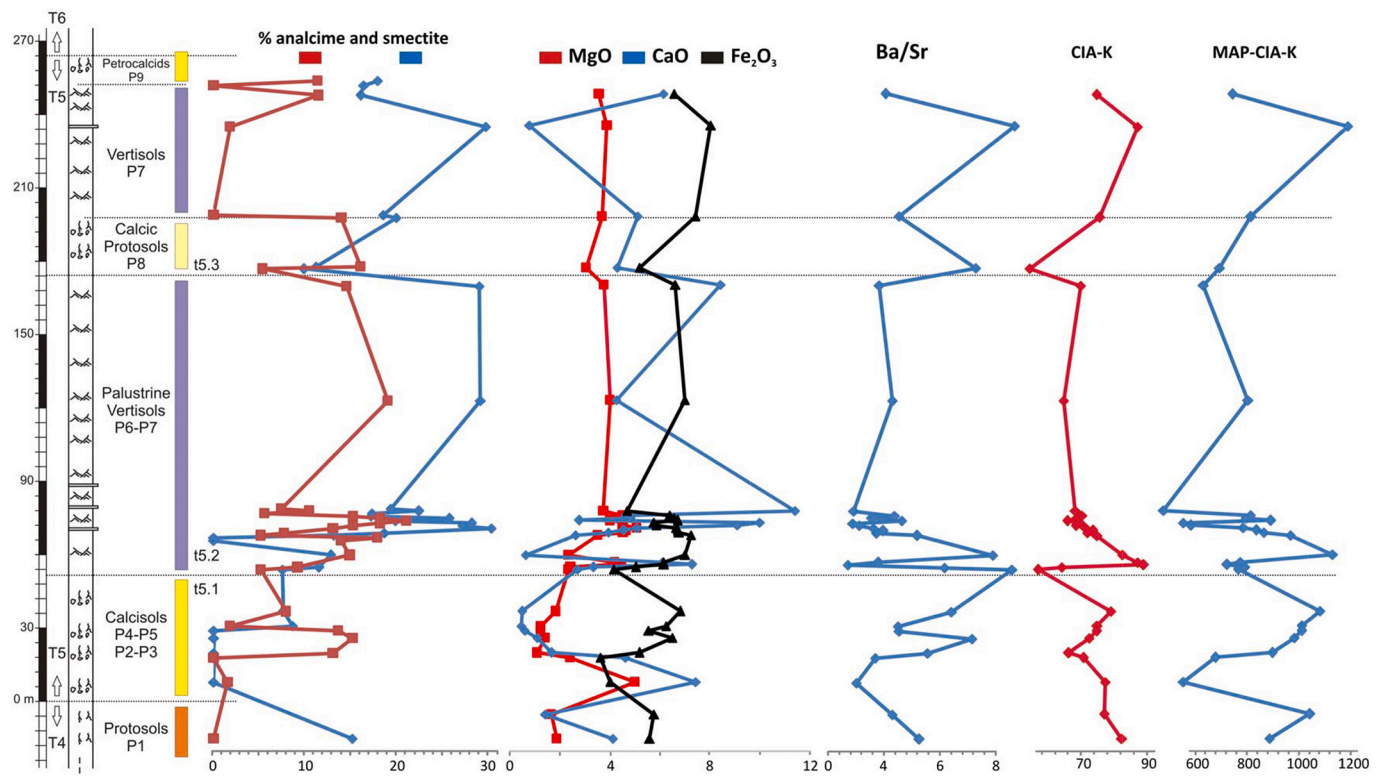 T6
270
% analcime and smectite
MgO CaO Fe₂O₃
Ba/Sr
CIA-K
MAP-CIA-K
Petrocalcids
P9
T5
Vertisols
P7
210
Calcic
Protosols
P8
t5.3
150
Palustrine
Vertisols
P6-P7
90
t5.2
t5.1
Calcisols
P4-P5
P2-P3
30
T5
0 m
Protosols
P1
T4
0 10 20 30
0 4 8 12
0 2 4 6 8
70 90
600 800 1000 1200